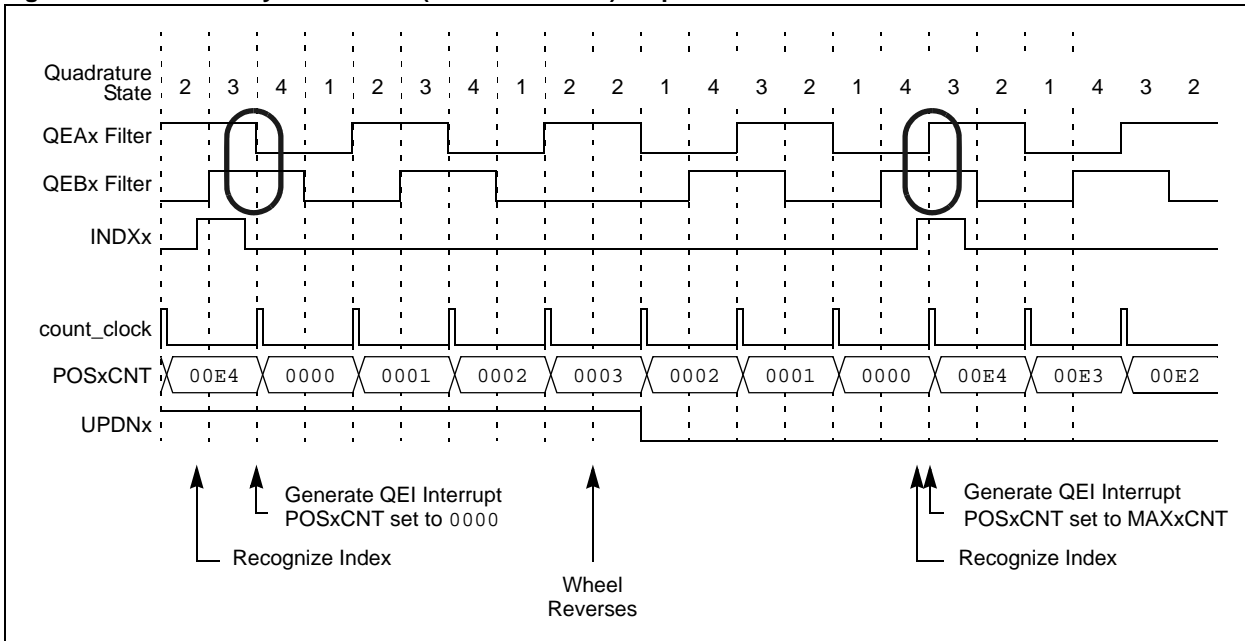 Quadrature State 2 3 4 1 2 3 4 1 2 2 1 4 3 2 1 4 3 2 1 4 3 2
QEAx Filter
QEBx Filter
INDXx
count_clock
POSxCNT 00E4 0000 0001 0002 0003 0002 0001 0000 00E4 00E3 00E2
UPDNx
Generate QEI Interrupt
POSxCNT set to 0000
Recognize Index
Wheel
Reverses
Generate QEI Interrupt
POSxCNT set to MAXxCNT
Recognize Index